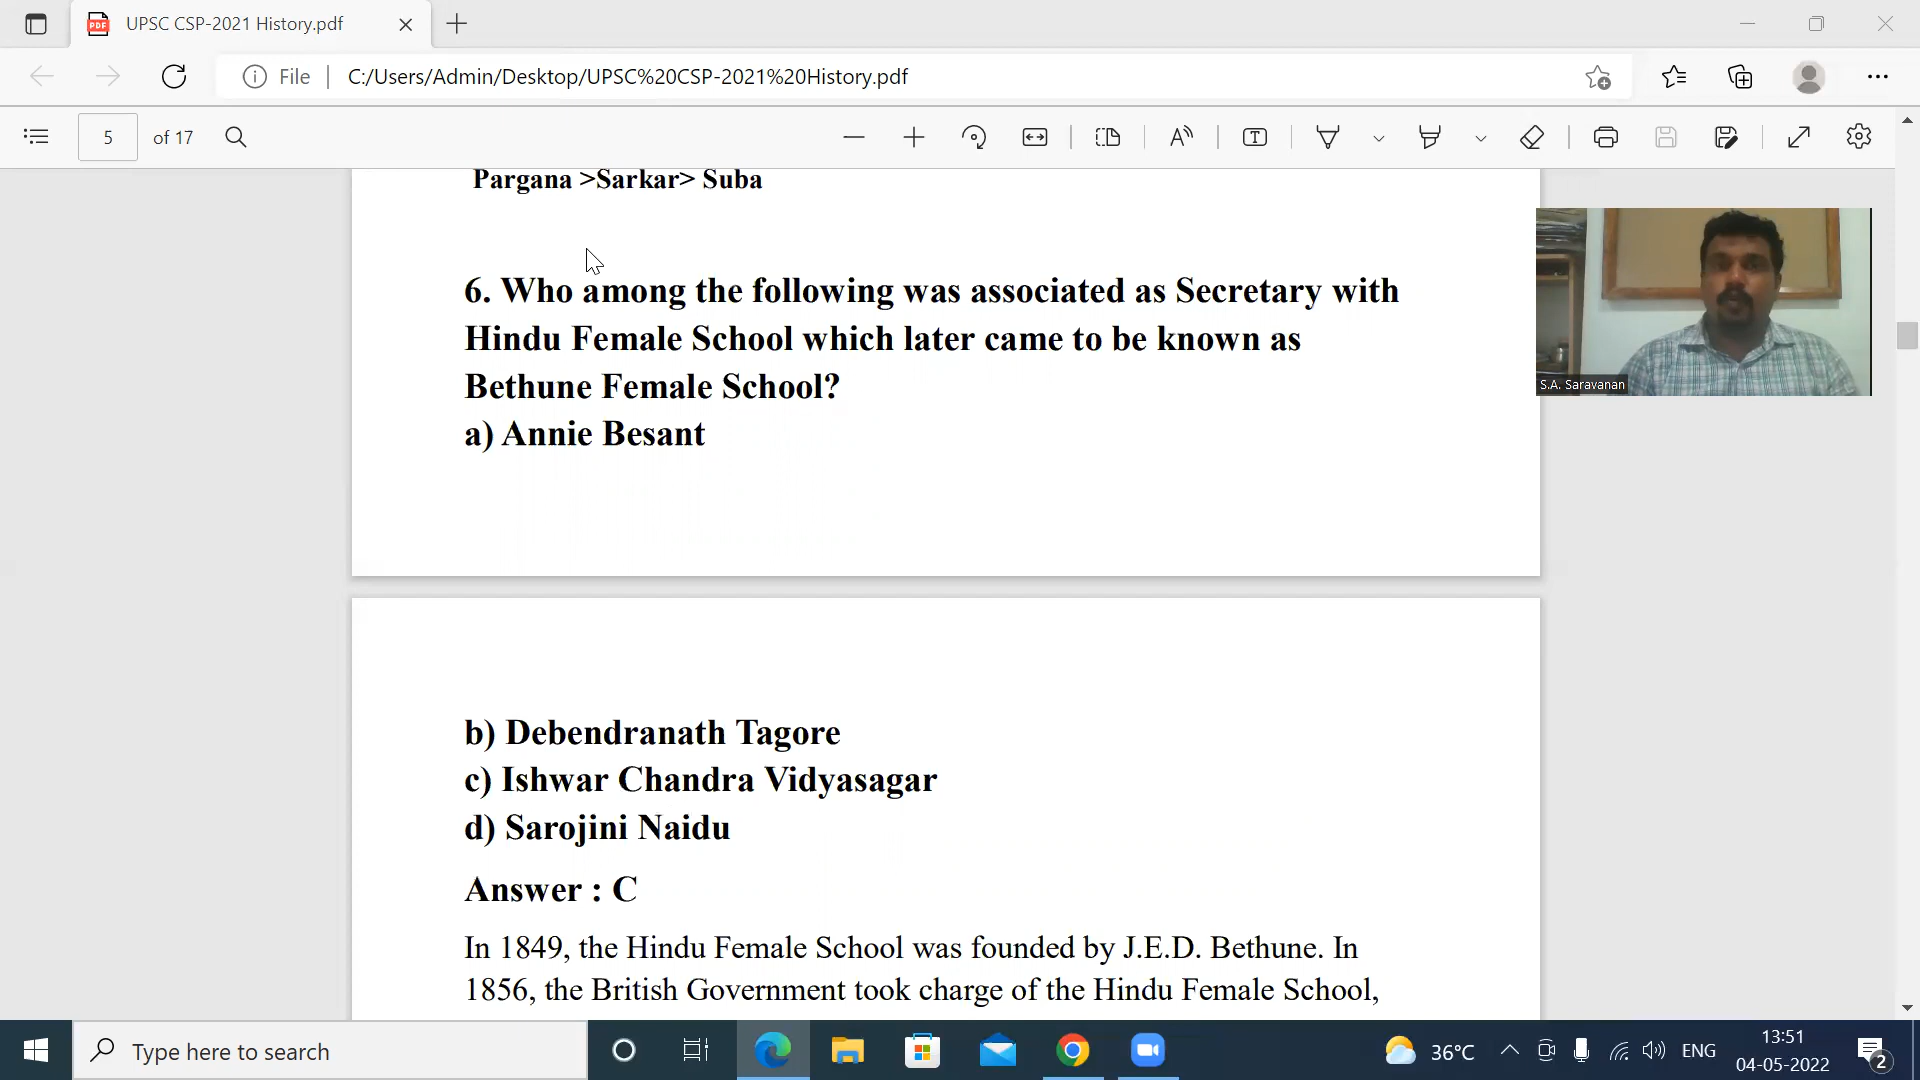 UPSC CSP-2021 History.pdf
File
C:/Users/Admin/Desktop/UPSC%20CSP-2021%20History.pdf
5 of 17
Pargana >Sarkar> Suba
6. Who among the following was associated as Secretary with
Hindu Female School which later came to be known as
Bethune Female School?
a) Annie Besant
S.A. Saravanan
b) Debendranath Tagore
c) Ishwar Chandra Vidyasagar
d) Sarojini Naidu
Answer : C
In 1849, the Hindu Female School was founded by J.E.D. Bethune. In
1856, the British Government took charge of the Hindu Female School,
Type here to search
36°C
ENG
13:51
04-05-2022
2